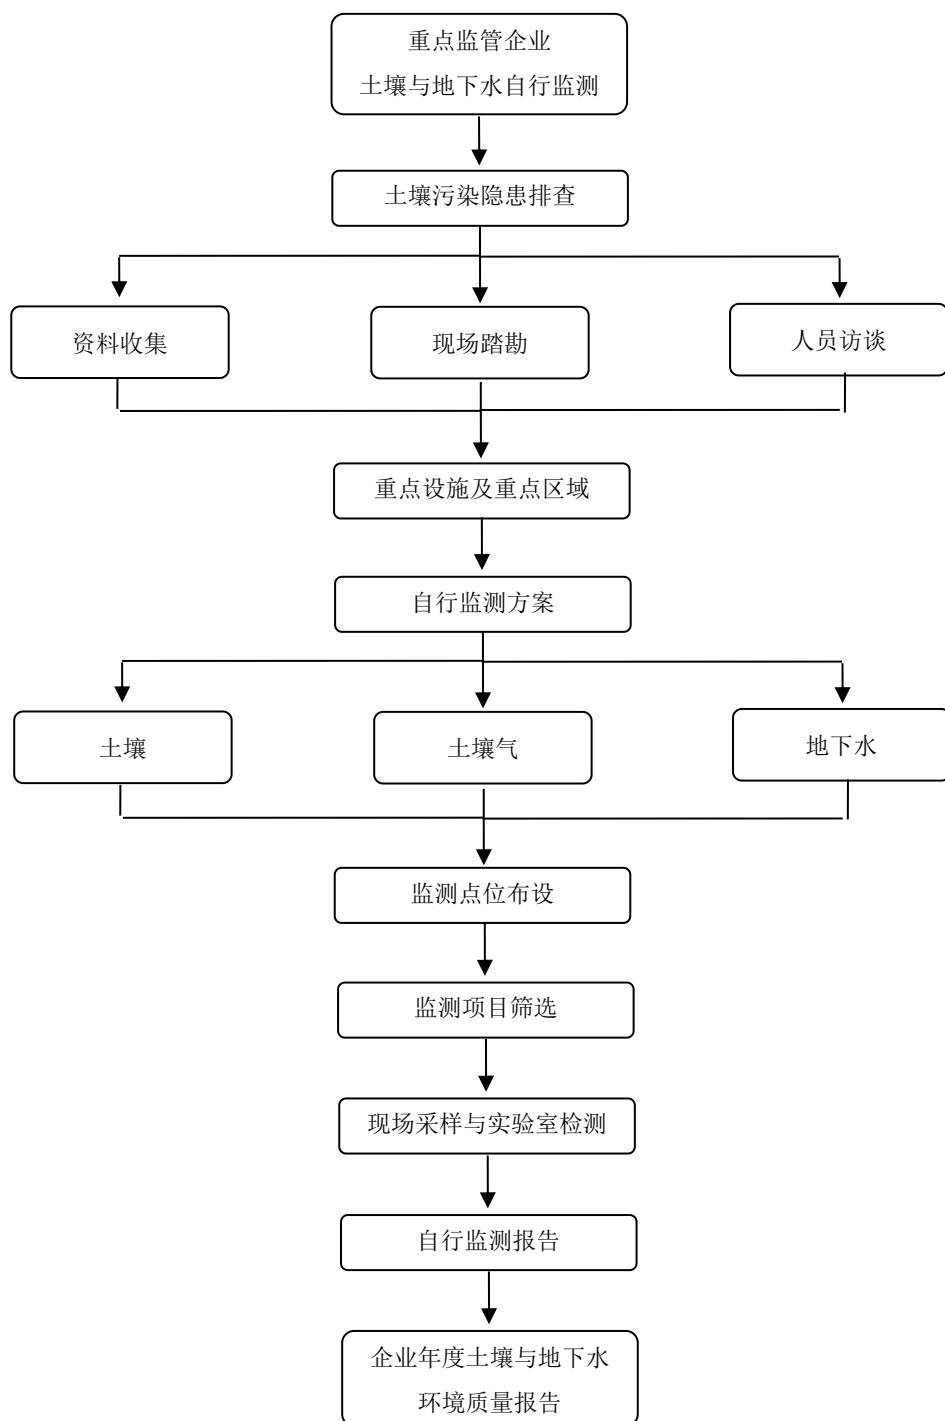 重点监管企业
土壤与地下水自行监测
土壤污染隐患排查
资料收集
现场踏勘
人员访谈
重点设施及重点区域
自行监测方案
土壤
土壤气
地下水
监测点位布设
监测项目筛选
现场采样与实验室检测
自行监测报告
企业年度土壤与地下水
环境质量报告